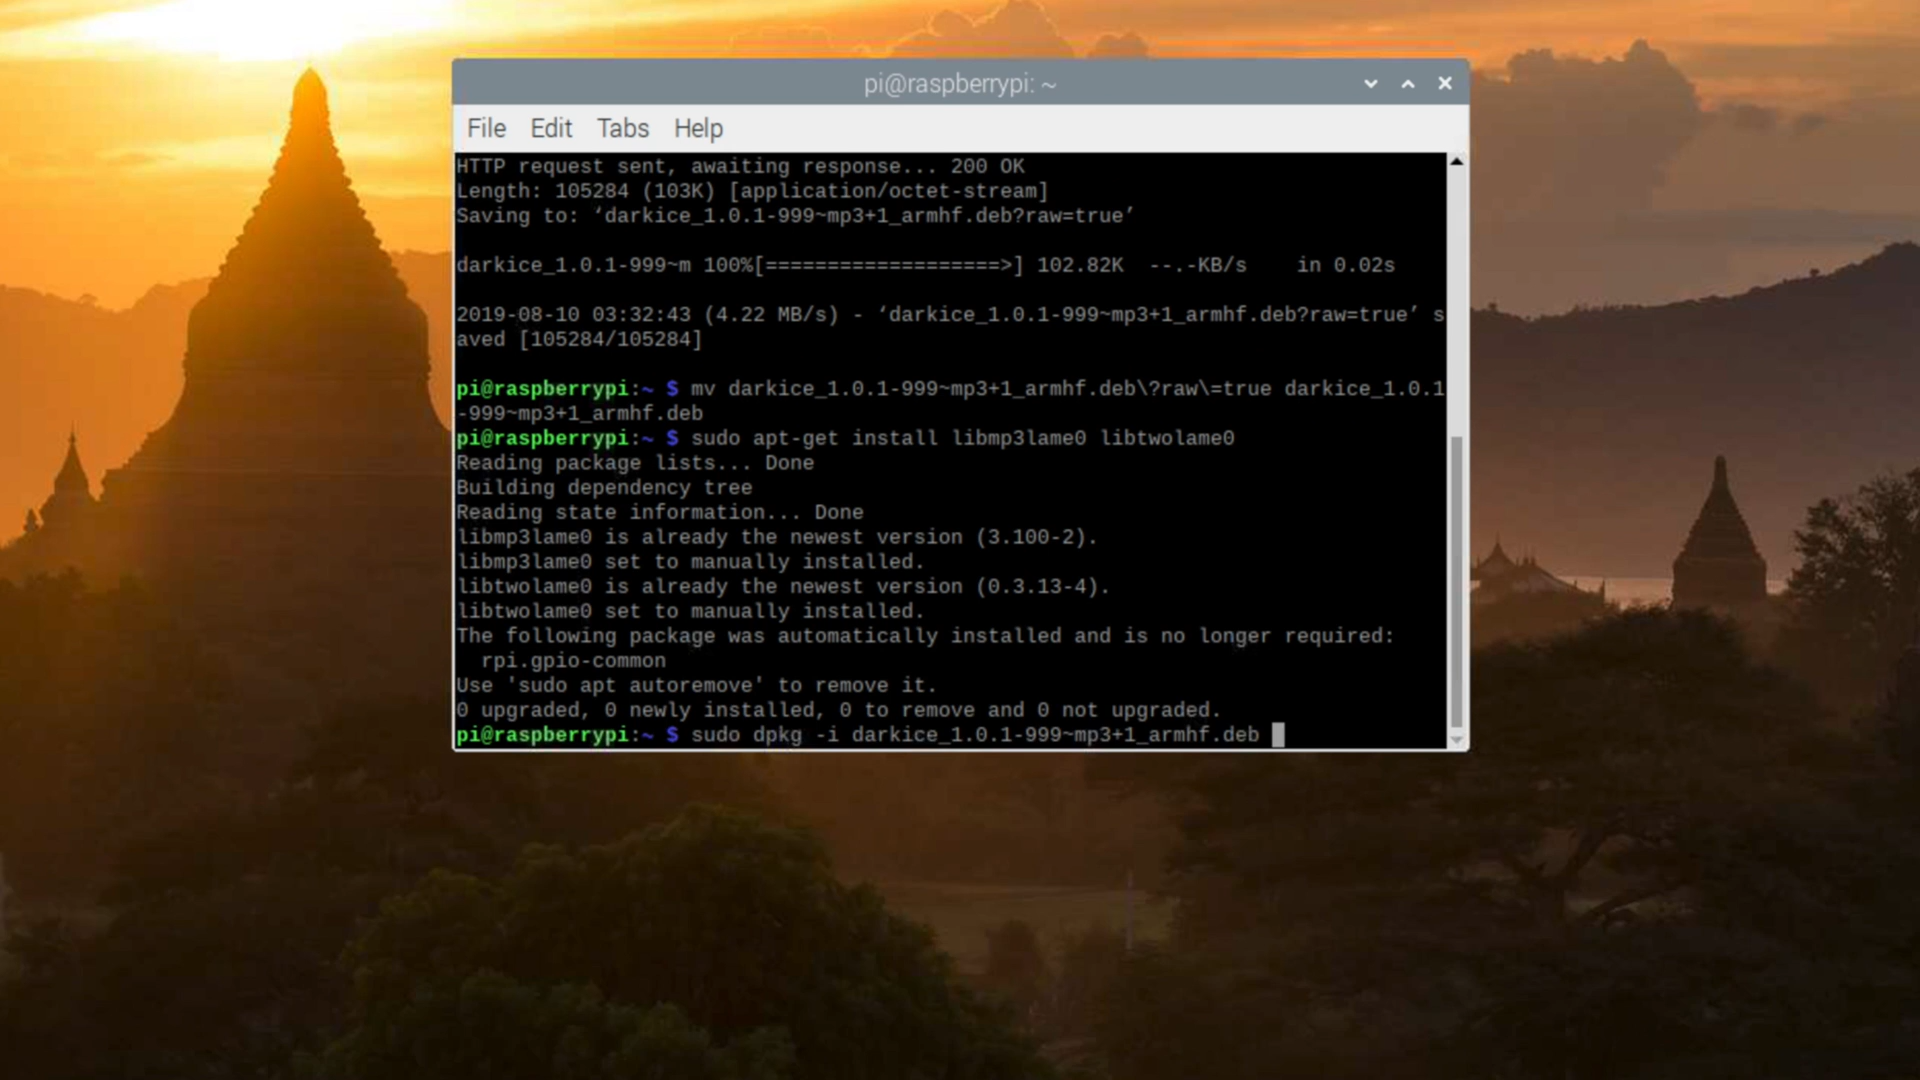 pi@raspberrypi: ~
File Edit Tabs Help
HTTP request sent, awaiting response... 200 OK
Length: 105284 (103K) [application/octet-stream]
Saving to: ‘darkice_1.0.1-999~mp3+1_armhf.deb?raw=true’
darkice_1.0.1-999~m 100%[===================>] 102.82K  --.-KB/s    in 0.02s
2019-08-10 03:32:43 (4.22 MB/s) - ‘darkice_1.0.1-999~mp3+1_armhf.deb?raw=true’ s
aved [105284/105284]
pi@raspberrypi:~ $ mv darkice_1.0.1-999~mp3+1_armhf.deb\?raw\=true darkice_1.0.1
-999~mp3+1_armhf.deb
pi@raspberrypi:~ $ sudo apt-get install libmp3lame0 libtwolame0
Reading package lists... Done
Building dependency tree
Reading state information... Done
libmp3lame0 is already the newest version (3.100-2).
libmp3lame0 set to manually installed.
libtwolame0 is already the newest version (0.3.13-4).
libtwolame0 set to manually installed.
The following package was automatically installed and is no longer required:
  rpi.gpio-common
Use 'sudo apt autoremove' to remove it.
0 upgraded, 0 newly installed, 0 to remove and 0 not upgraded.
pi@raspberrypi:~ $ sudo dpkg -i darkice_1.0.1-999~mp3+1_armhf.deb